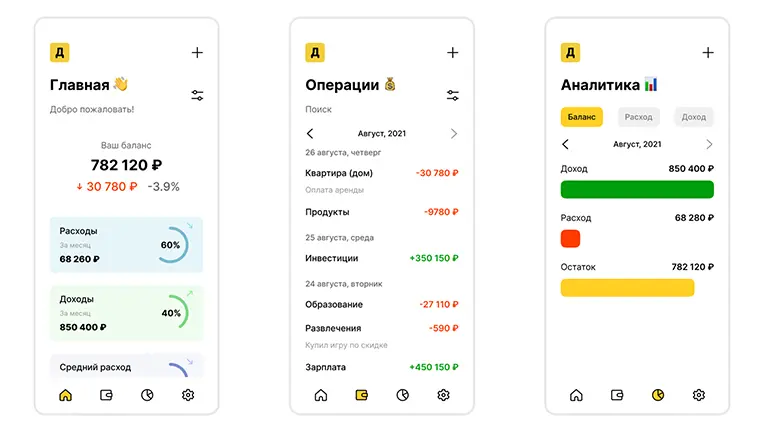 Д
Главная 👋
Добро пожаловать!
Ваш баланс
782 120 ₽
↓ 30 780 ₽ -3.9%
Расходы
За месяц
68 260 ₽
60%
Доходы
За месяц
850 400 ₽
40%
Средний расход
Д
Операции 💰
Поиск
Август, 2021
26 августа, четверг
Квартира (дом) -30 780 ₽
Оплата аренды
Продукты -9780 ₽
25 августа, среда
Инвестиции +350 150 ₽
24 августа, вторник
Образование -27 110 ₽
Развлечения -590 ₽
Купил игру по скидке
Зарплата +450 150 ₽
Д
Аналитика 📊
Баланс Расход Доход
Август, 2021
Доход 850 400 ₽
Расход 68 280 ₽
Остаток 782 120 ₽